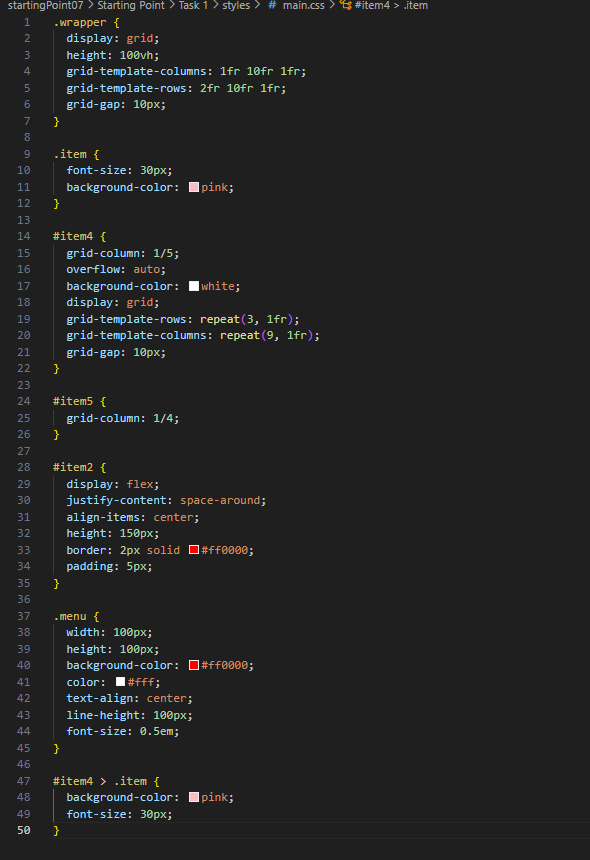 startingPoint07 > Starting Point > Task 1 > styles > # main.css > #item4 > .item
1 .wrapper {
2 display: grid;
3 height: 100vh;
4 grid-template-columns: 1fr 10fr 1fr;
5 grid-template-rows: 2fr 10fr 1fr;
6 grid-gap: 10px;
7 }
8
9 .item {
10 font-size: 30px;
11 background-color: pink;
12 }
13
14 #item4 {
15 grid-column: 1/5;
16 overflow: auto;
17 background-color: white;
18 display: grid;
19 grid-template-rows: repeat(3, 1fr);
20 grid-template-columns: repeat(9, 1fr);
21 grid-gap: 10px;
22 }
23
24 #item5 {
25 grid-column: 1/4;
26 }
27
28 #item2 {
29 display: flex;
30 justify-content: space-around;
31 align-items: center;
32 height: 150px;
33 border: 2px solid #ff0000;
34 padding: 5px;
35 }
36
37 .menu {
38 width: 100px;
39 height: 100px;
40 background-color: #ff0000;
41 color: #fff;
42 text-align: center;
43 line-height: 100px;
44 font-size: 0.5em;
45 }
46
47 #item4 > .item {
48 background-color: pink;
49 font-size: 30px;
50 }